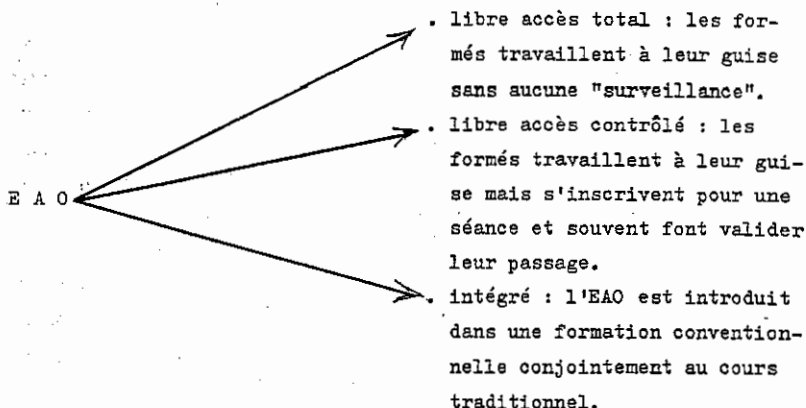 . libre accès total : les for-
més travaillent à leur guise
sans aucune "surveillance".
. libre accès contrôlé : les
formés travaillent à leur gui-
se mais s'inscrivent pour une
E A O
séance et souvent font valider
leur passage.
. intégré : l'EAO est introduit
dans une formation convention-
nelle conjointement au cours
traditionnel.